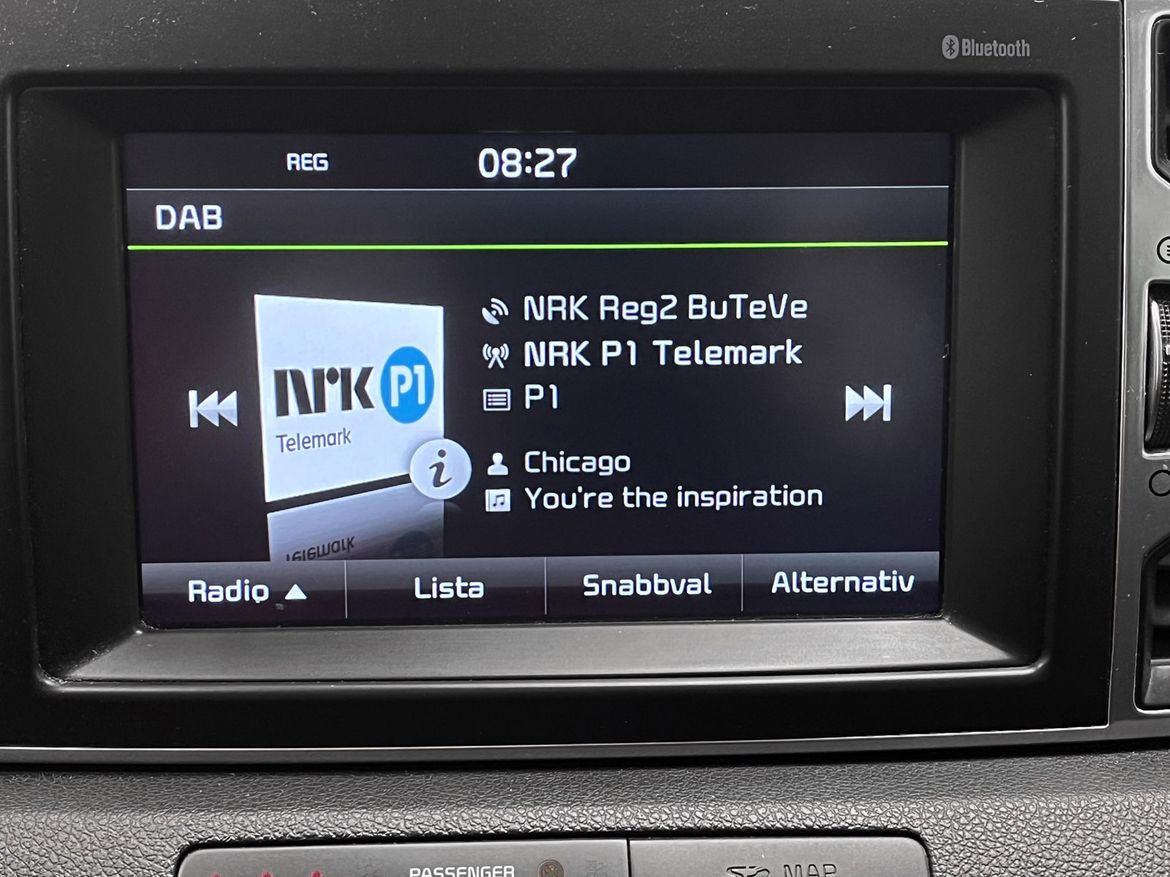 Bluetooth
REG
08:27
DAB
NRK Reg2 BuTeVe
NRK P1 Telemark
P1
NRK P1
Telemark
i
Chicago
You're the inspiration
Telemark
Radio
Lista
Snabbval
Alternativ
PASSENGER
MAP